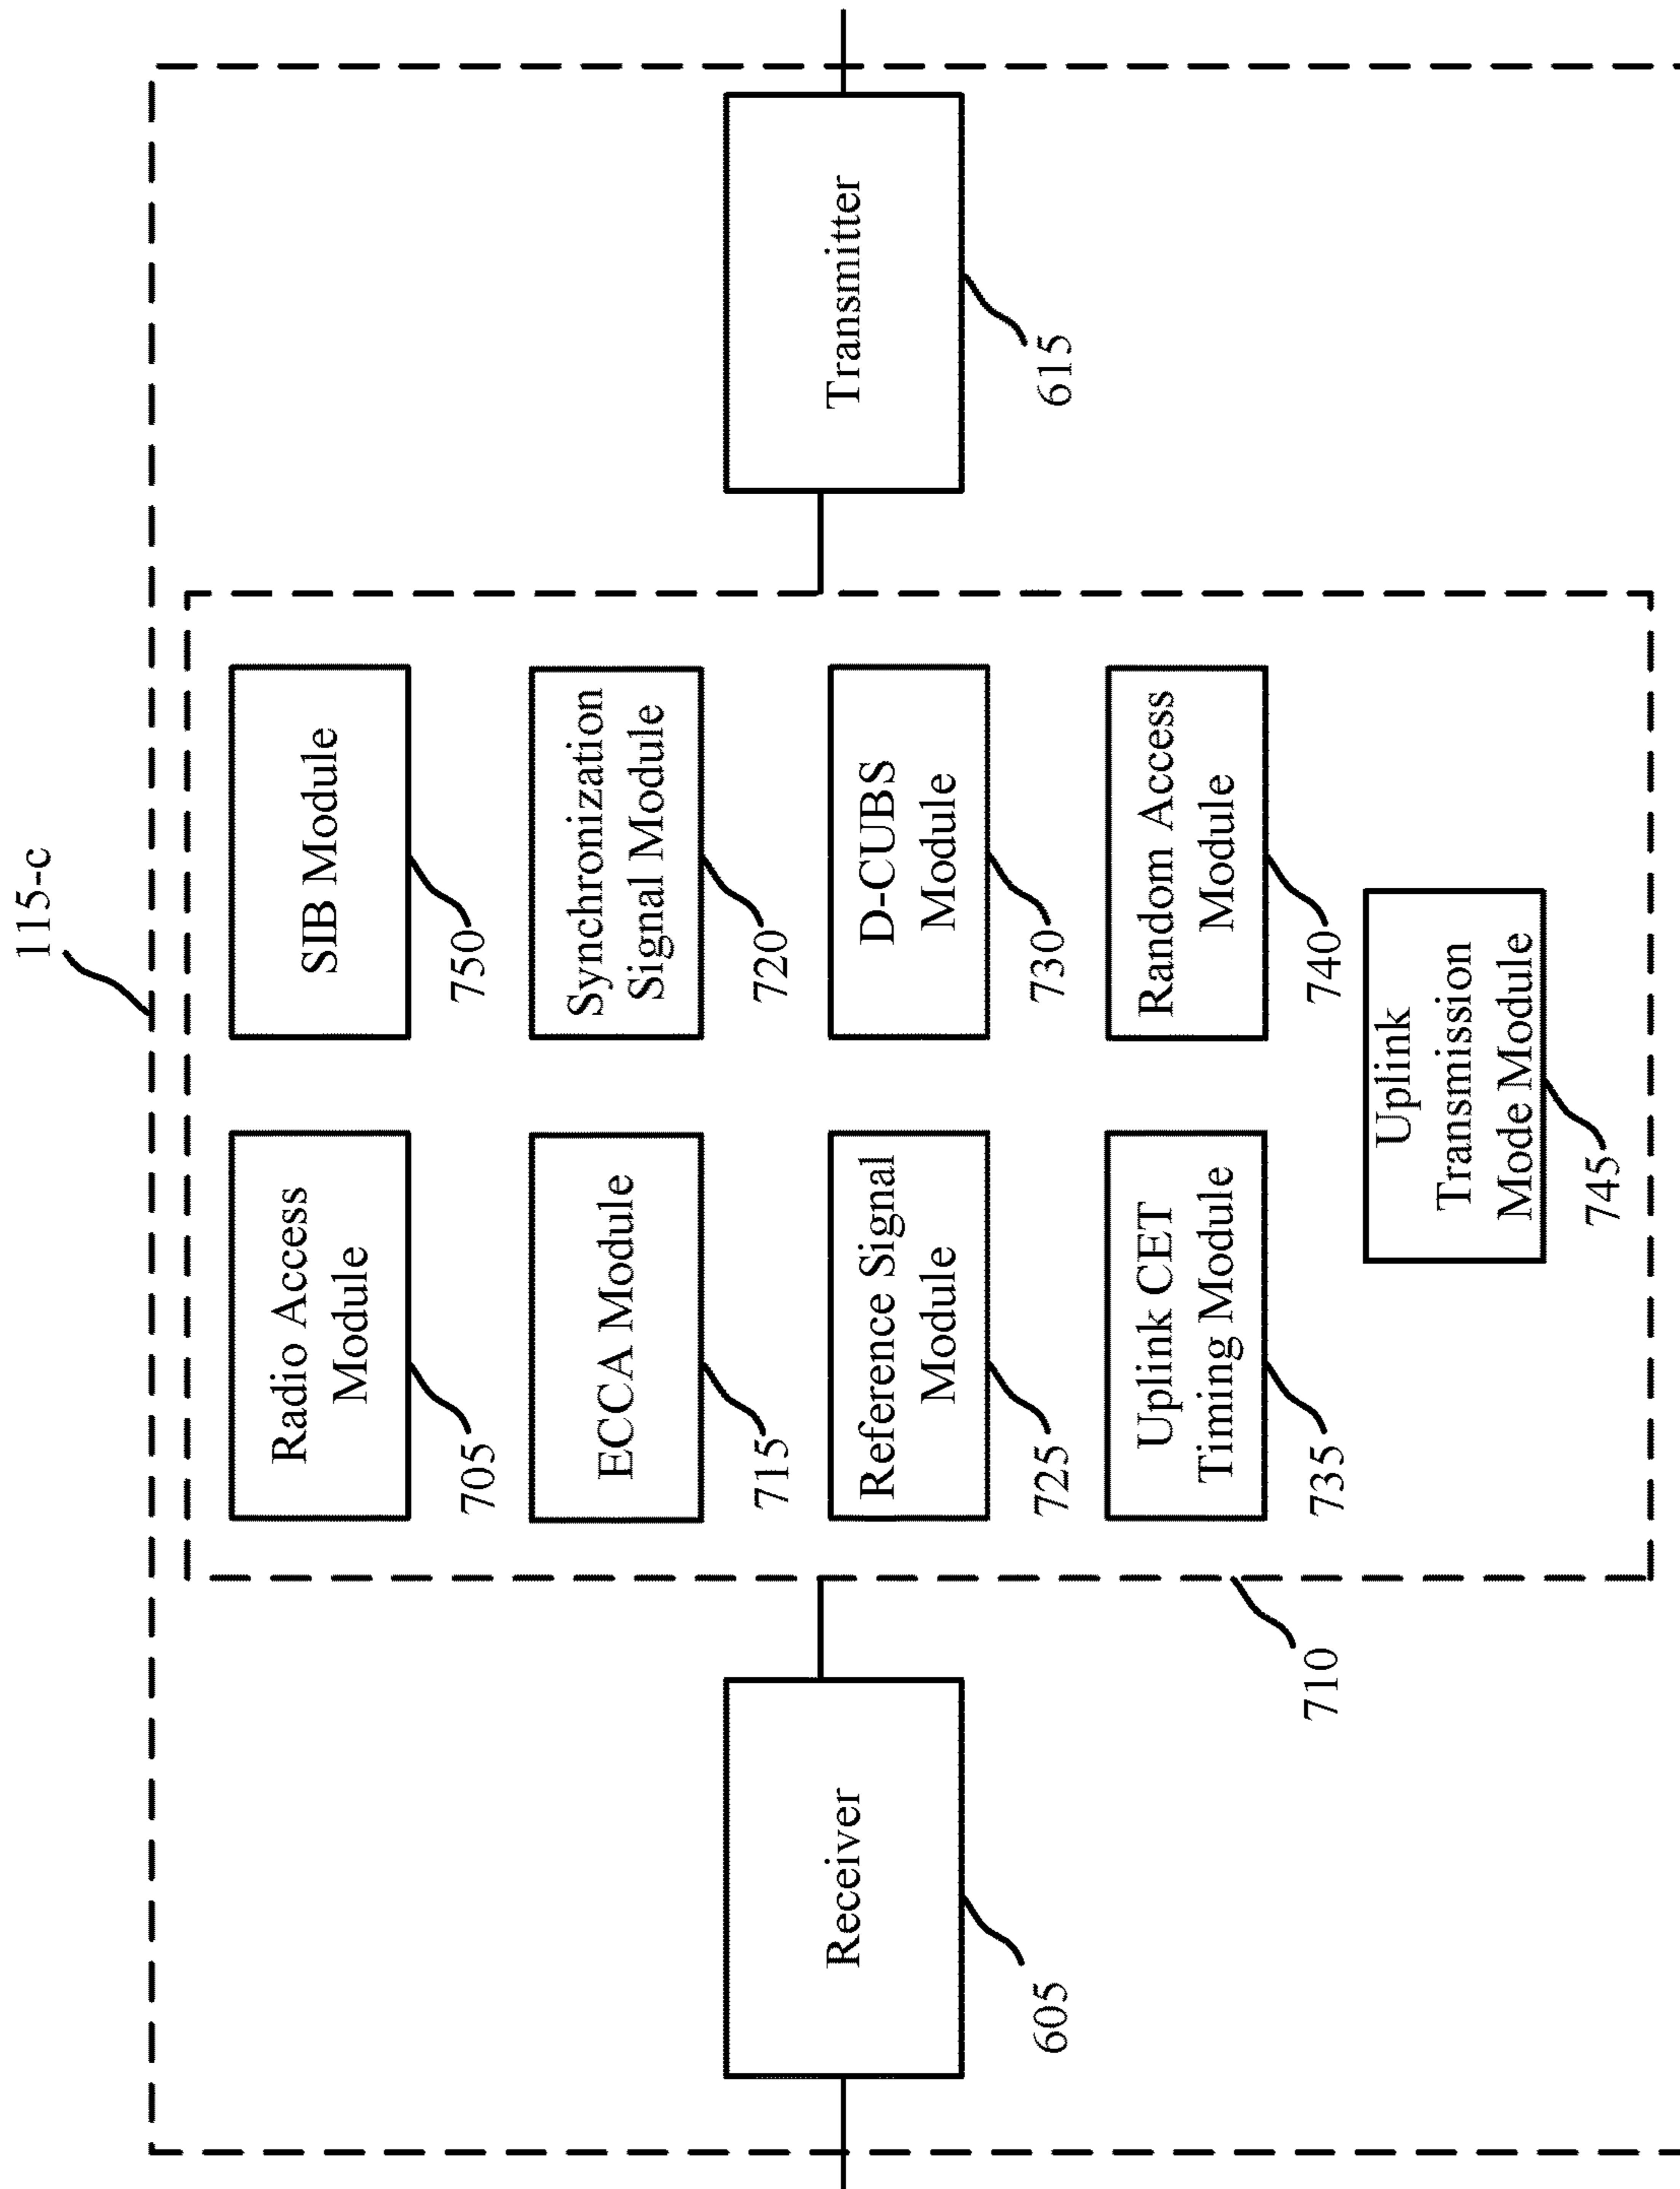 115-c
Receiver
605
710
Radio Access
Module
705
SIB Module
750
ECCA Module
715
Synchronization
Signal Module
720
Reference Signal
Module
725
D-CUBS
Module
730
Uplink CET
Timing Module
735
Random Access
Module
740
Uplink
Transmission
Mode Module
745
Transmitter
615